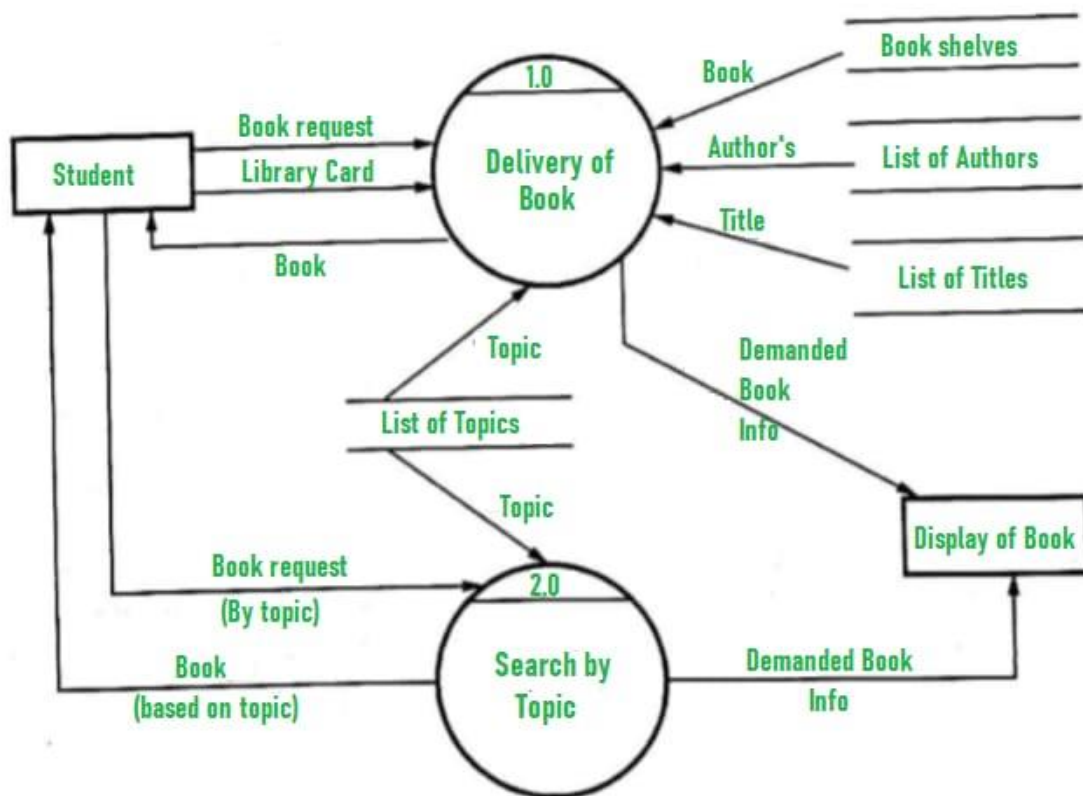 Book shelves
1.0
Book
Book request
Student
Library Card
Delivery of
Book
Author's
List of Authors
Title
Book
List of Titles
Topic
Demanded
Book
Info
List of Topics
Topic
Display of Book
Book request
(By topic)
2.0
Search by
Topic
Book
(based on topic)
Demanded Book
Info